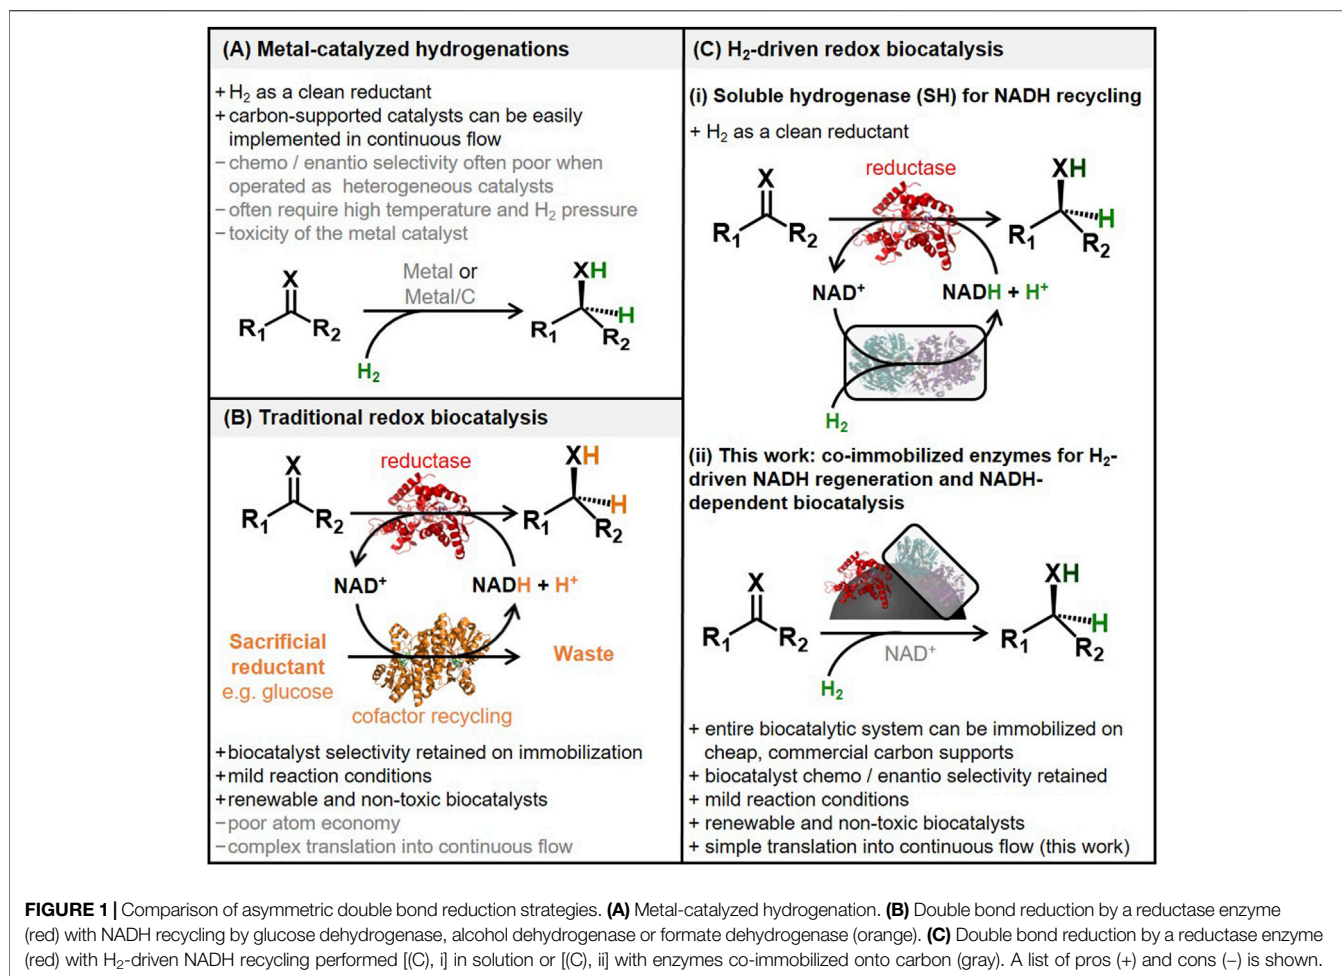 (A) Metal-catalyzed hydrogenations
+ H₂ as a clean reductant
+ carbon-supported catalysts can be easily
implemented in continuous flow
− chemo / enantio selectivity often poor when
operated as heterogeneous catalysts
− often require high temperature and H₂ pressure
− toxicity of the metal catalyst
X
R₁
R₂
Metal or
Metal/C
H₂
XH
H
R₁
R₂
(B) Traditional redox biocatalysis
X
R₁
R₂
reductase
XH
H
R₁
R₂
NAD⁺
NADH + H⁺
Sacrificial
reductant
e.g. glucose
Waste
cofactor recycling
+ biocatalyst selectivity retained on immobilization
+ mild reaction conditions
+ renewable and non-toxic biocatalysts
− poor atom economy
− complex translation into continuous flow
(C) H₂-driven redox biocatalysis
(i) Soluble hydrogenase (SH) for NADH recycling
+ H₂ as a clean reductant
X
R₁
R₂
reductase
XH
H
R₁
R₂
NAD⁺
NADH + H⁺
H₂
(ii) This work: co-immobilized enzymes for H₂-
driven NADH regeneration and NADH-
dependent biocatalysis
X
R₁
R₂
NAD⁺
H₂
XH
H
R₁
R₂
+ entire biocatalytic system can be immobilized on
cheap, commercial carbon supports
+ biocatalyst chemo / enantio selectivity retained
+ mild reaction conditions
+ renewable and non-toxic biocatalysts
+ simple translation into continuous flow (this work)
FIGURE 1 | Comparison of asymmetric double bond reduction strategies. (A) Metal-catalyzed hydrogenation. (B) Double bond reduction by a reductase enzyme
(red) with NADH recycling by glucose dehydrogenase, alcohol dehydrogenase or formate dehydrogenase (orange). (C) Double bond reduction by a reductase enzyme
(red) with H₂-driven NADH recycling performed [(C), i] in solution or [(C), ii] with enzymes co-immobilized onto carbon (gray). A list of pros (+) and cons (−) is shown.